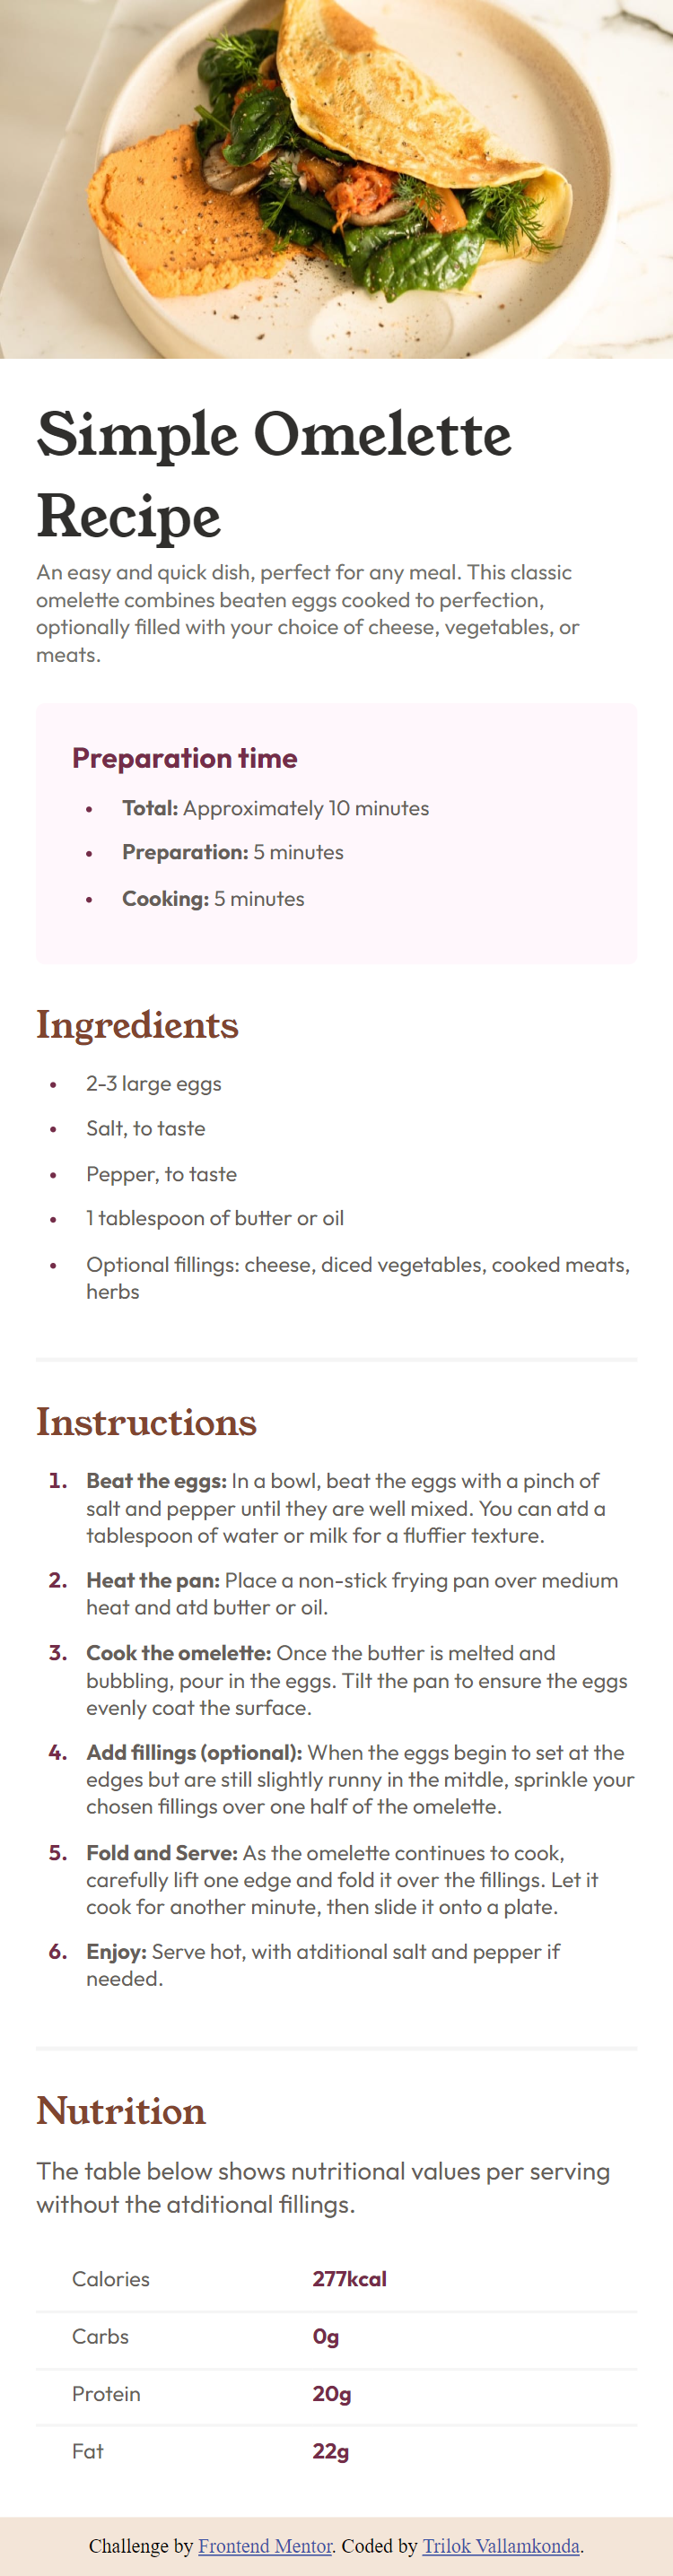 Simple Omelette
Recipe
An easy and quick dish, perfect for any meal. This classic
omelette combines beaten eggs cooked to perfection,
optionally filled with your choice of cheese, vegetables, or
meats.
Preparation time
• Total: Approximately 10 minutes
• Preparation: 5 minutes
• Cooking: 5 minutes
Ingredients
• 2-3 large eggs
• Salt, to taste
• Pepper, to taste
• 1 tablespoon of butter or oil
• Optional fillings: cheese, diced vegetables, cooked meats,
herbs
Instructions
1. Beat the eggs: In a bowl, beat the eggs with a pinch of
salt and pepper until they are well mixed. You can atd a
tablespoon of water or milk for a fluffier texture.
2. Heat the pan: Place a non-stick frying pan over medium
heat and atd butter or oil.
3. Cook the omelette: Once the butter is melted and
bubbling, pour in the eggs. Tilt the pan to ensure the eggs
evenly coat the surface.
4. Add fillings (optional): When the eggs begin to set at the
edges but are still slightly runny in the mitdle, sprinkle your
chosen fillings over one half of the omelette.
5. Fold and Serve: As the omelette continues to cook,
carefully lift one edge and fold it over the fillings. Let it
cook for another minute, then slide it onto a plate.
6. Enjoy: Serve hot, with atditional salt and pepper if
needed.
Nutrition
The table below shows nutritional values per serving
without the atditional fillings.
Calories 277kcal
Carbs 0g
Protein 20g
Fat 22g
Challenge by Frontend Mentor. Coded by Trilok Vallamkonda.